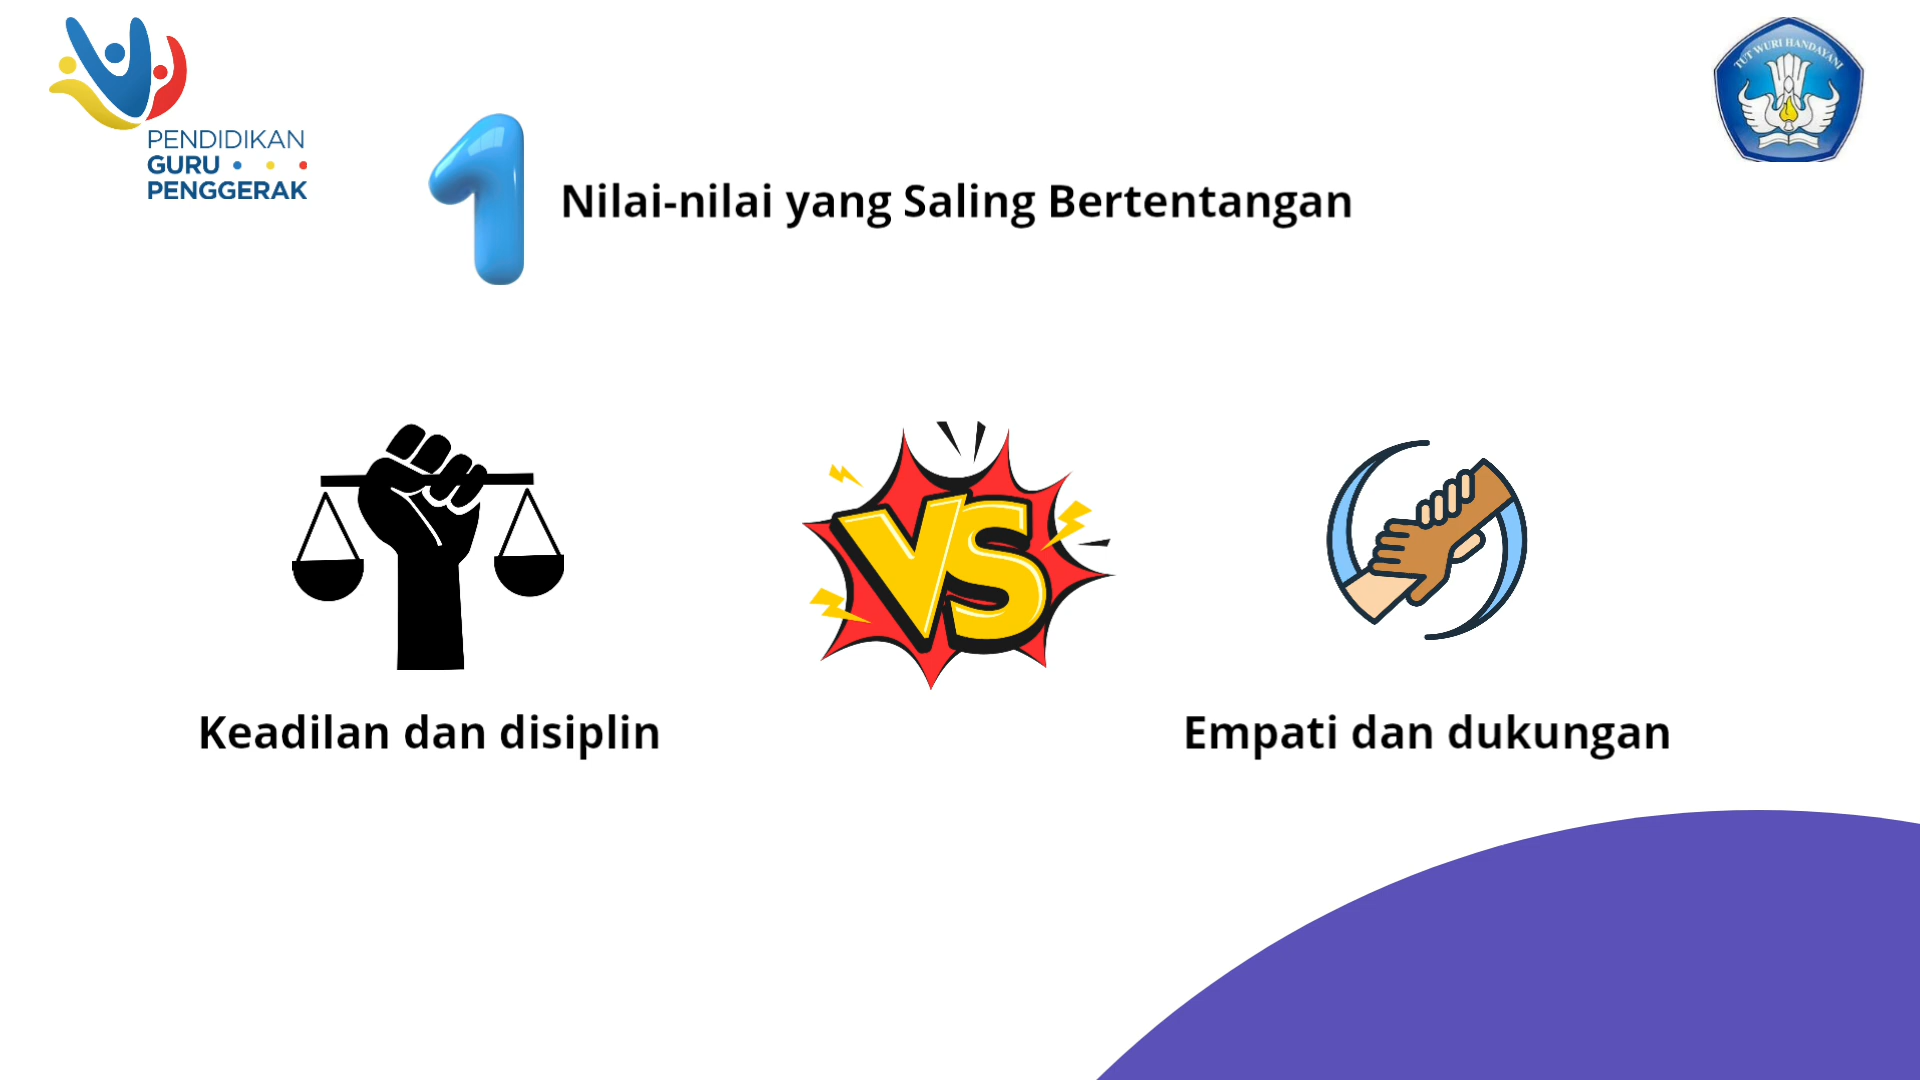 TUT WURI HANDAYANI
PENDIDIKAN
GURU
PENGGERAK
1
Nilai-nilai yang Saling Bertentangan
VS
Keadilan dan disiplin
Empati dan dukungan